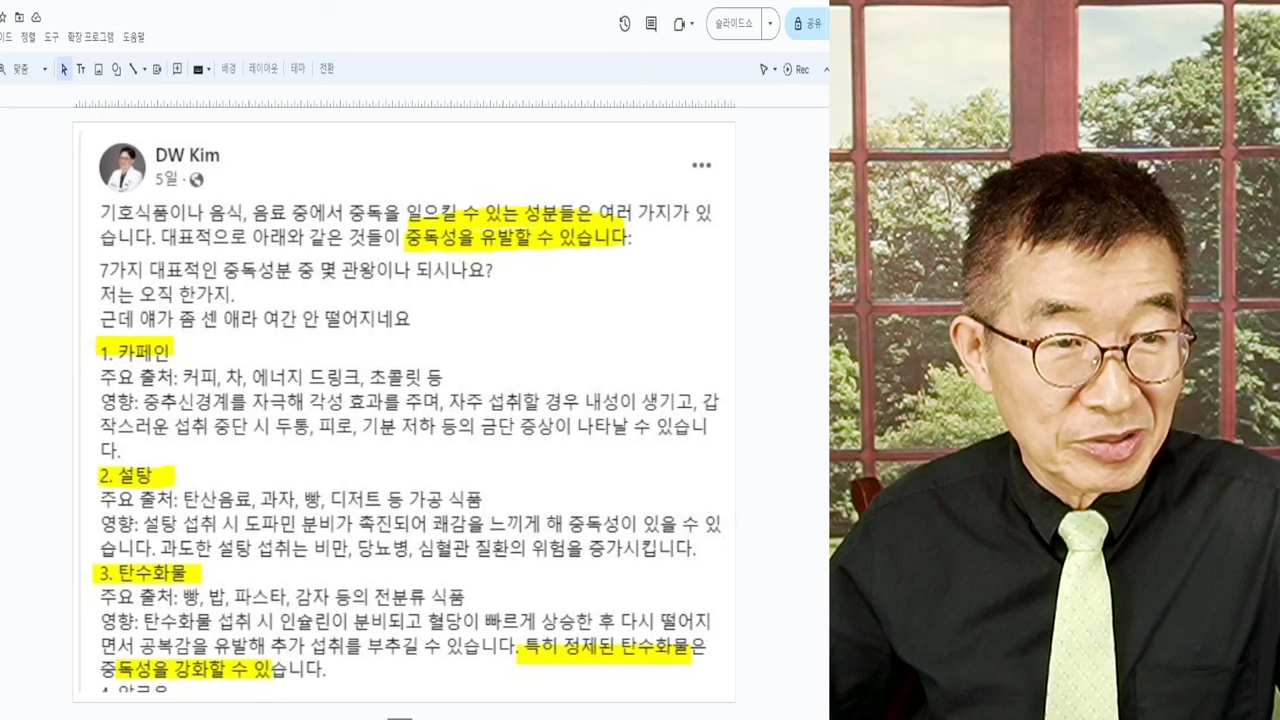 정렬 도구 확장 프로그램 도움말
슬라이드쇼
공유
맞춤
배경 레이아웃 테마 전환
Rec
DW Kim
5일
기호식품이나 음식, 음료 중에서 중독을 일으킬 수 있는 성분들은 여러 가지가 있
습니다. 대표적으로 아래와 같은 것들이 중독성을 유발할 수 있습니다:
7가지 대표적인 중독성분 중 몇 관왕이나 되시나요?
저는 오직 한가지.
근데 얘가 좀 센 애라 여간 안 떨어지네요
1. 카페인
주요 출처: 커피, 차, 에너지 드링크, 초콜릿 등
영향: 중추신경계를 자극해 각성 효과를 주며, 자주 섭취할 경우 내성이 생기고, 갑
작스러운 섭취 중단 시 두통, 피로, 기분 저하 등의 금단 증상이 나타날 수 있습니
다.
2. 설탕
주요 출처: 탄산음료, 과자, 빵, 디저트 등 가공 식품
영향: 설탕 섭취 시 도파민 분비가 촉진되어 쾌감을 느끼게 해 중독성이 있을 수 있
습니다. 과도한 설탕 섭취는 비만, 당뇨병, 심혈관 질환의 위험을 증가시킵니다.
3. 탄수화물
주요 출처: 빵, 밥, 파스타, 감자 등의 전분류 식품
영향: 탄수화물 섭취 시 인슐린이 분비되고 혈당이 빠르게 상승한 후 다시 떨어지
면서 공복감을 유발해 추가 섭취를 부추길 수 있습니다. 특히 정제된 탄수화물은
중독성을 강화할 수 있습니다.